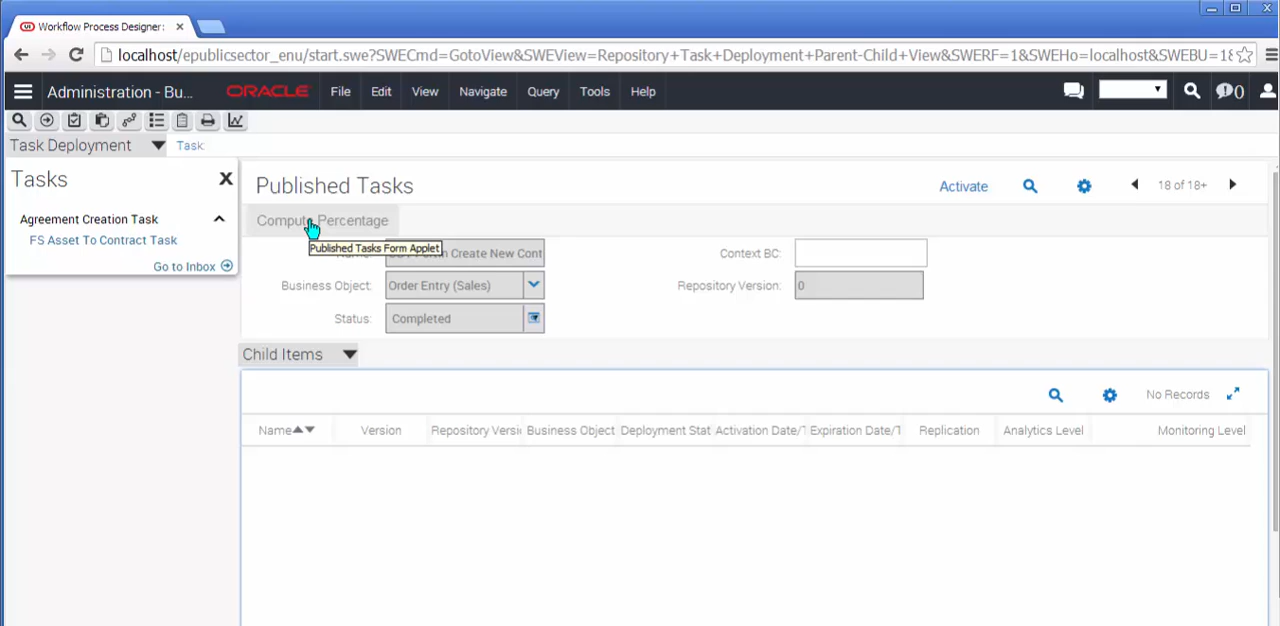 Workflow Process Designer:
localhost/epublicsector_enu/start.swe?SWECmd=GotoView&SWEView=Repository+Task+Deployment+Parent-Child+View&SWERF=1&SWEHo=localhost&SWEBU=18
Administration - Bu... ORACLE File Edit View Navigate Query Tools Help 0
Task Deployment Task
Tasks X
Agreement Creation Task
FS Asset To Contract Task
Go to Inbox
Published Tasks Activate 18 of 18+
Compute Percentage
Published Tasks Form Applet
Create New Cont Context BC:
Business Object: Order Entry (Sales) Repository Version: 0
Status: Completed
Child Items
No Records
Name Version Repository Versi Business Object Deployment Stat Activation Date/T Expiration Date/T Replication Analytics Level Monitoring Level